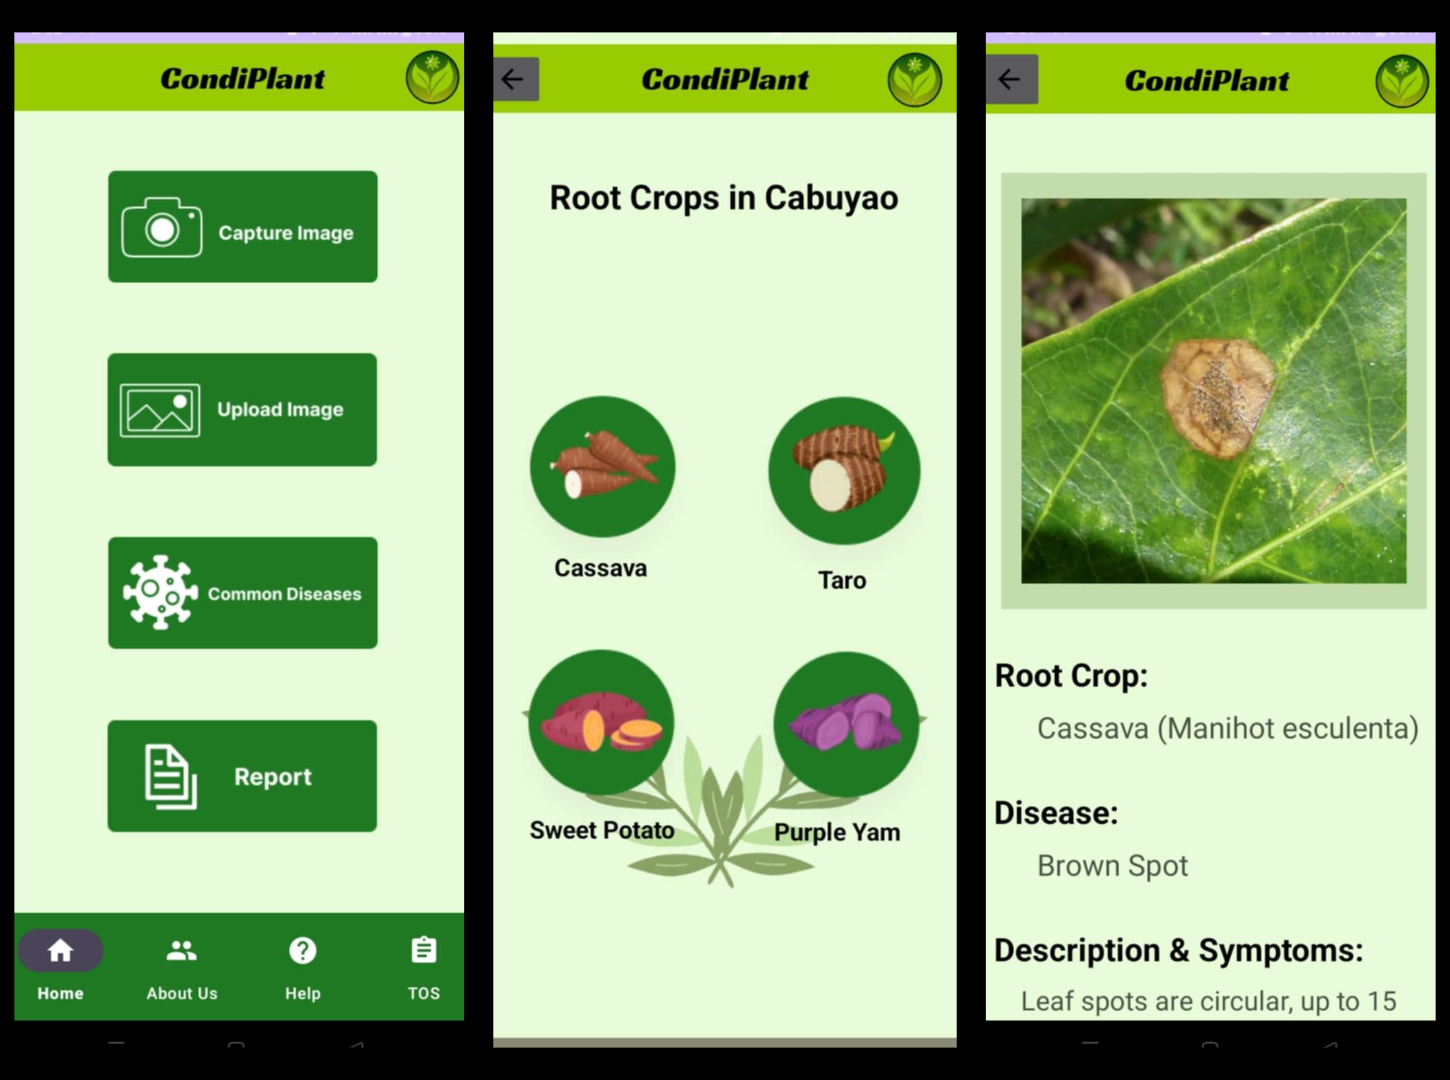 CondiPlant
Capture Image
Upload Image
Common Diseases
Report
Home
About Us
Help
TOS
CondiPlant
Root Crops in Cabuyao
Cassava
Taro
Sweet Potato
Purple Yam
CondiPlant
Root Crop:
Cassava (Manihot esculenta)
Disease:
Brown Spot
Description & Symptoms:
Leaf spots are circular, up to 15